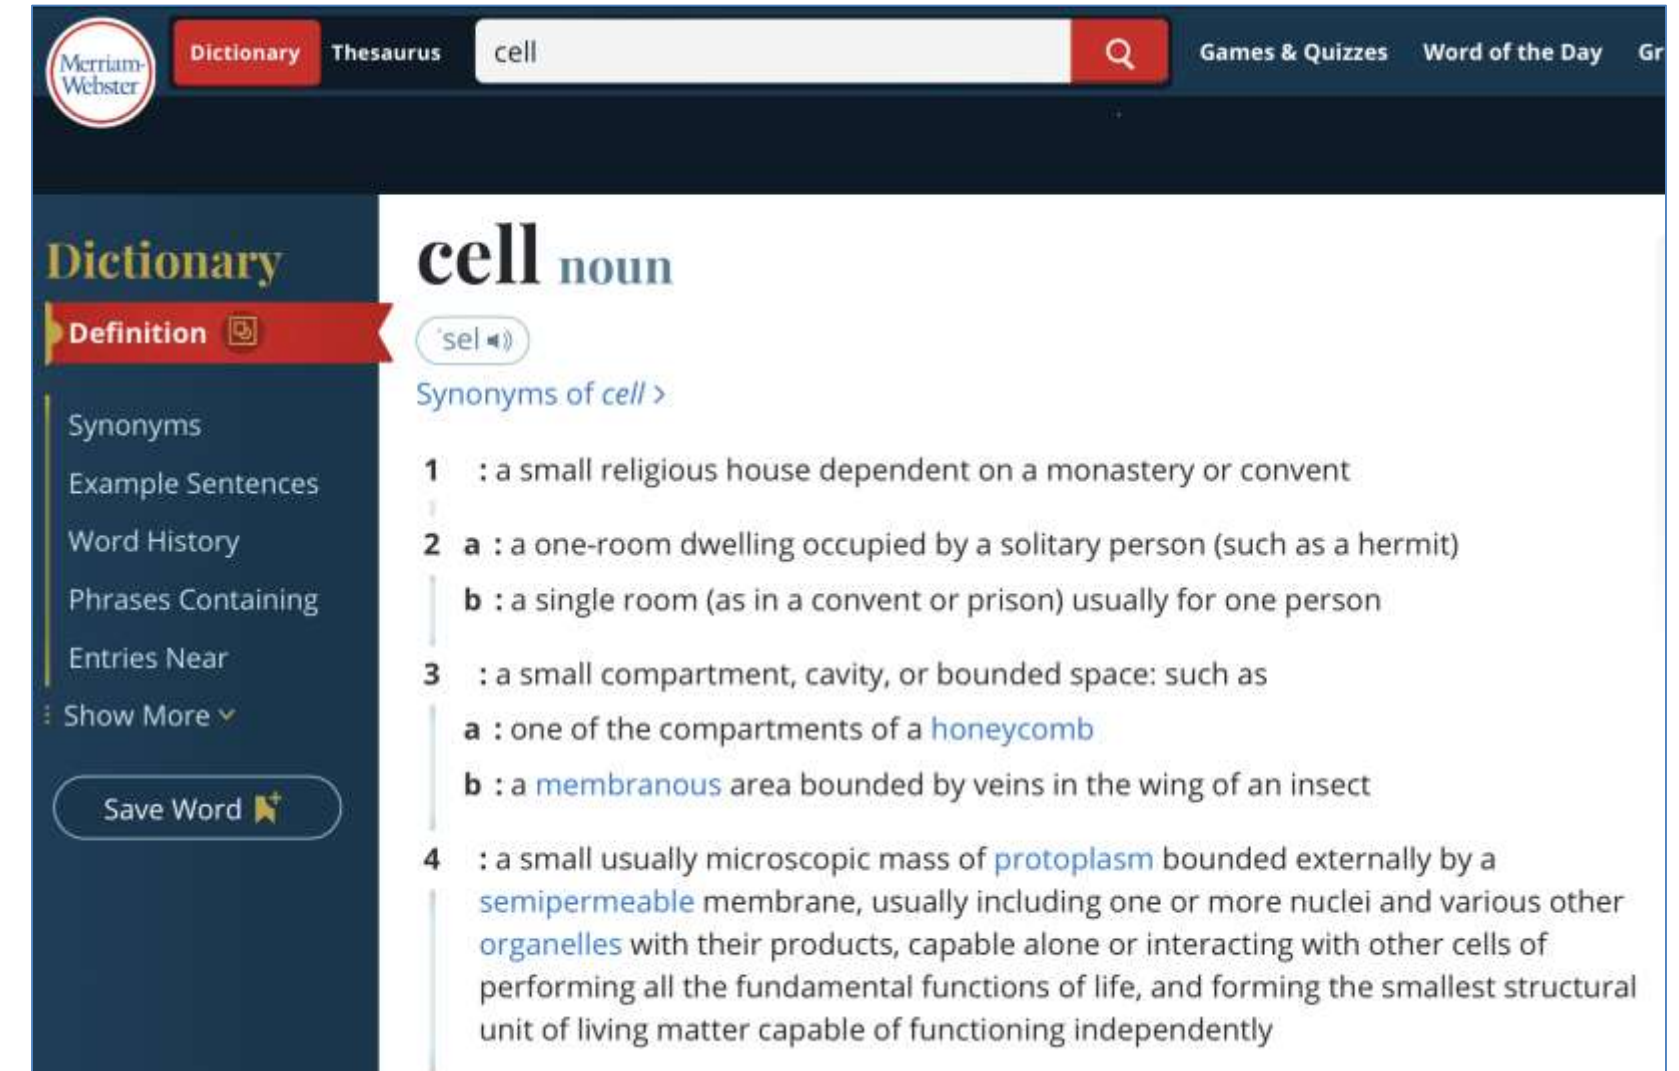 Merriam-
Webster
Dictionary
Thesaurus
cell
Games & Quizzes
Word of the Day
Gr
Dictionary
Definition
Synonyms
Example Sentences
Word History
Phrases Containing
Entries Near
Show More
Save Word
cell noun
ˈsel
Synonyms of cell >
1 : a small religious house dependent on a monastery or convent
2 a : a one-room dwelling occupied by a solitary person (such as a hermit)
b : a single room (as in a convent or prison) usually for one person
3 : a small compartment, cavity, or bounded space: such as
a : one of the compartments of a honeycomb
b : a membranous area bounded by veins in the wing of an insect
4 : a small usually microscopic mass of protoplasm bounded externally by a
semipermeable membrane, usually including one or more nuclei and various other
organelles with their products, capable alone or interacting with other cells of
performing all the fundamental functions of life, and forming the smallest structural
unit of living matter capable of functioning independently